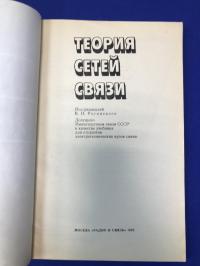 ТЕОРИЯ
СЕТЕЙ
СВЯЗИ
Под редакцией
В. Н. Рогинского
Допущено
Министерством связи СССР
в качестве учебника
для студентов
электротехнических вузов связи
МОСКВА «РАДИО И СВЯЗЬ» 1981